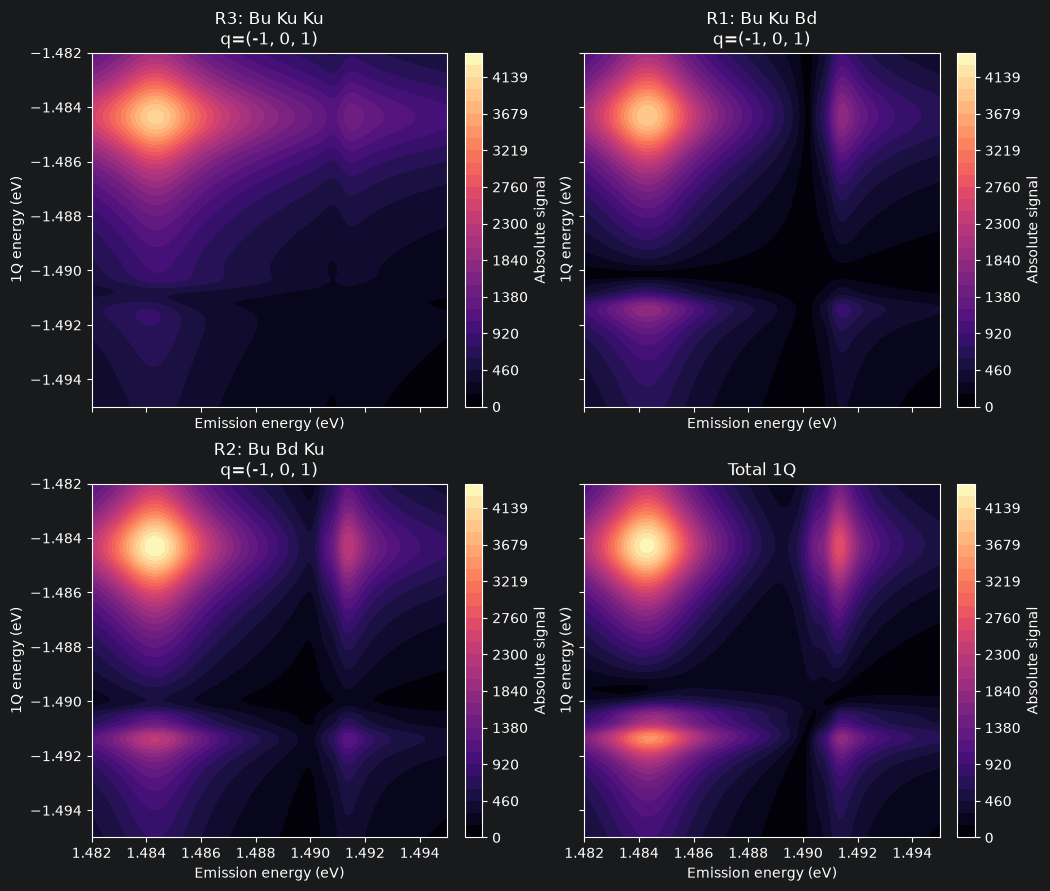 R3: Bu Ku Ku
q=(-1, 0, 1)
−1.482
−1.484
−1.486
−1.488
−1.490
−1.492
−1.494
1Q energy (eV)
Emission energy (eV)
4139
3679
3219
2760
2300
1840
1380
920
460
0
Absolute signal
R1: Bu Ku Bd
q=(-1, 0, 1)
1Q energy (eV)
Emission energy (eV)
4139
3679
3219
2760
2300
1840
1380
920
460
0
Absolute signal
R2: Bu Bd Ku
q=(-1, 0, 1)
−1.482
−1.484
−1.486
−1.488
−1.490
−1.492
−1.494
1Q energy (eV)
1.482 1.484 1.486 1.488 1.490 1.492 1.494
Emission energy (eV)
4139
3679
3219
2760
2300
1840
1380
920
460
0
Absolute signal
Total 1Q
1Q energy (eV)
1.482 1.484 1.486 1.488 1.490 1.492 1.494
Emission energy (eV)
4139
3679
3219
2760
2300
1840
1380
920
460
0
Absolute signal